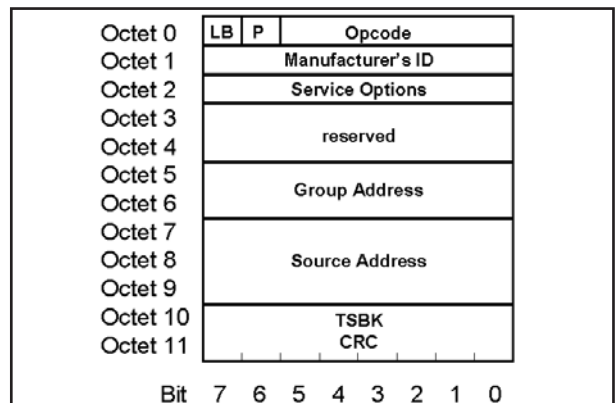 Octet 0 LB P Opcode
Octet 1 Manufacturer's ID
Octet 2 Service Options
Octet 3
reserved
Octet 4
Octet 5
Group Address
Octet 6
Octet 7
Octet 8 Source Address
Octet 9
Octet 10 TSBK
Octet 11 CRC
Bit 7 6 5 4 3 2 1 0